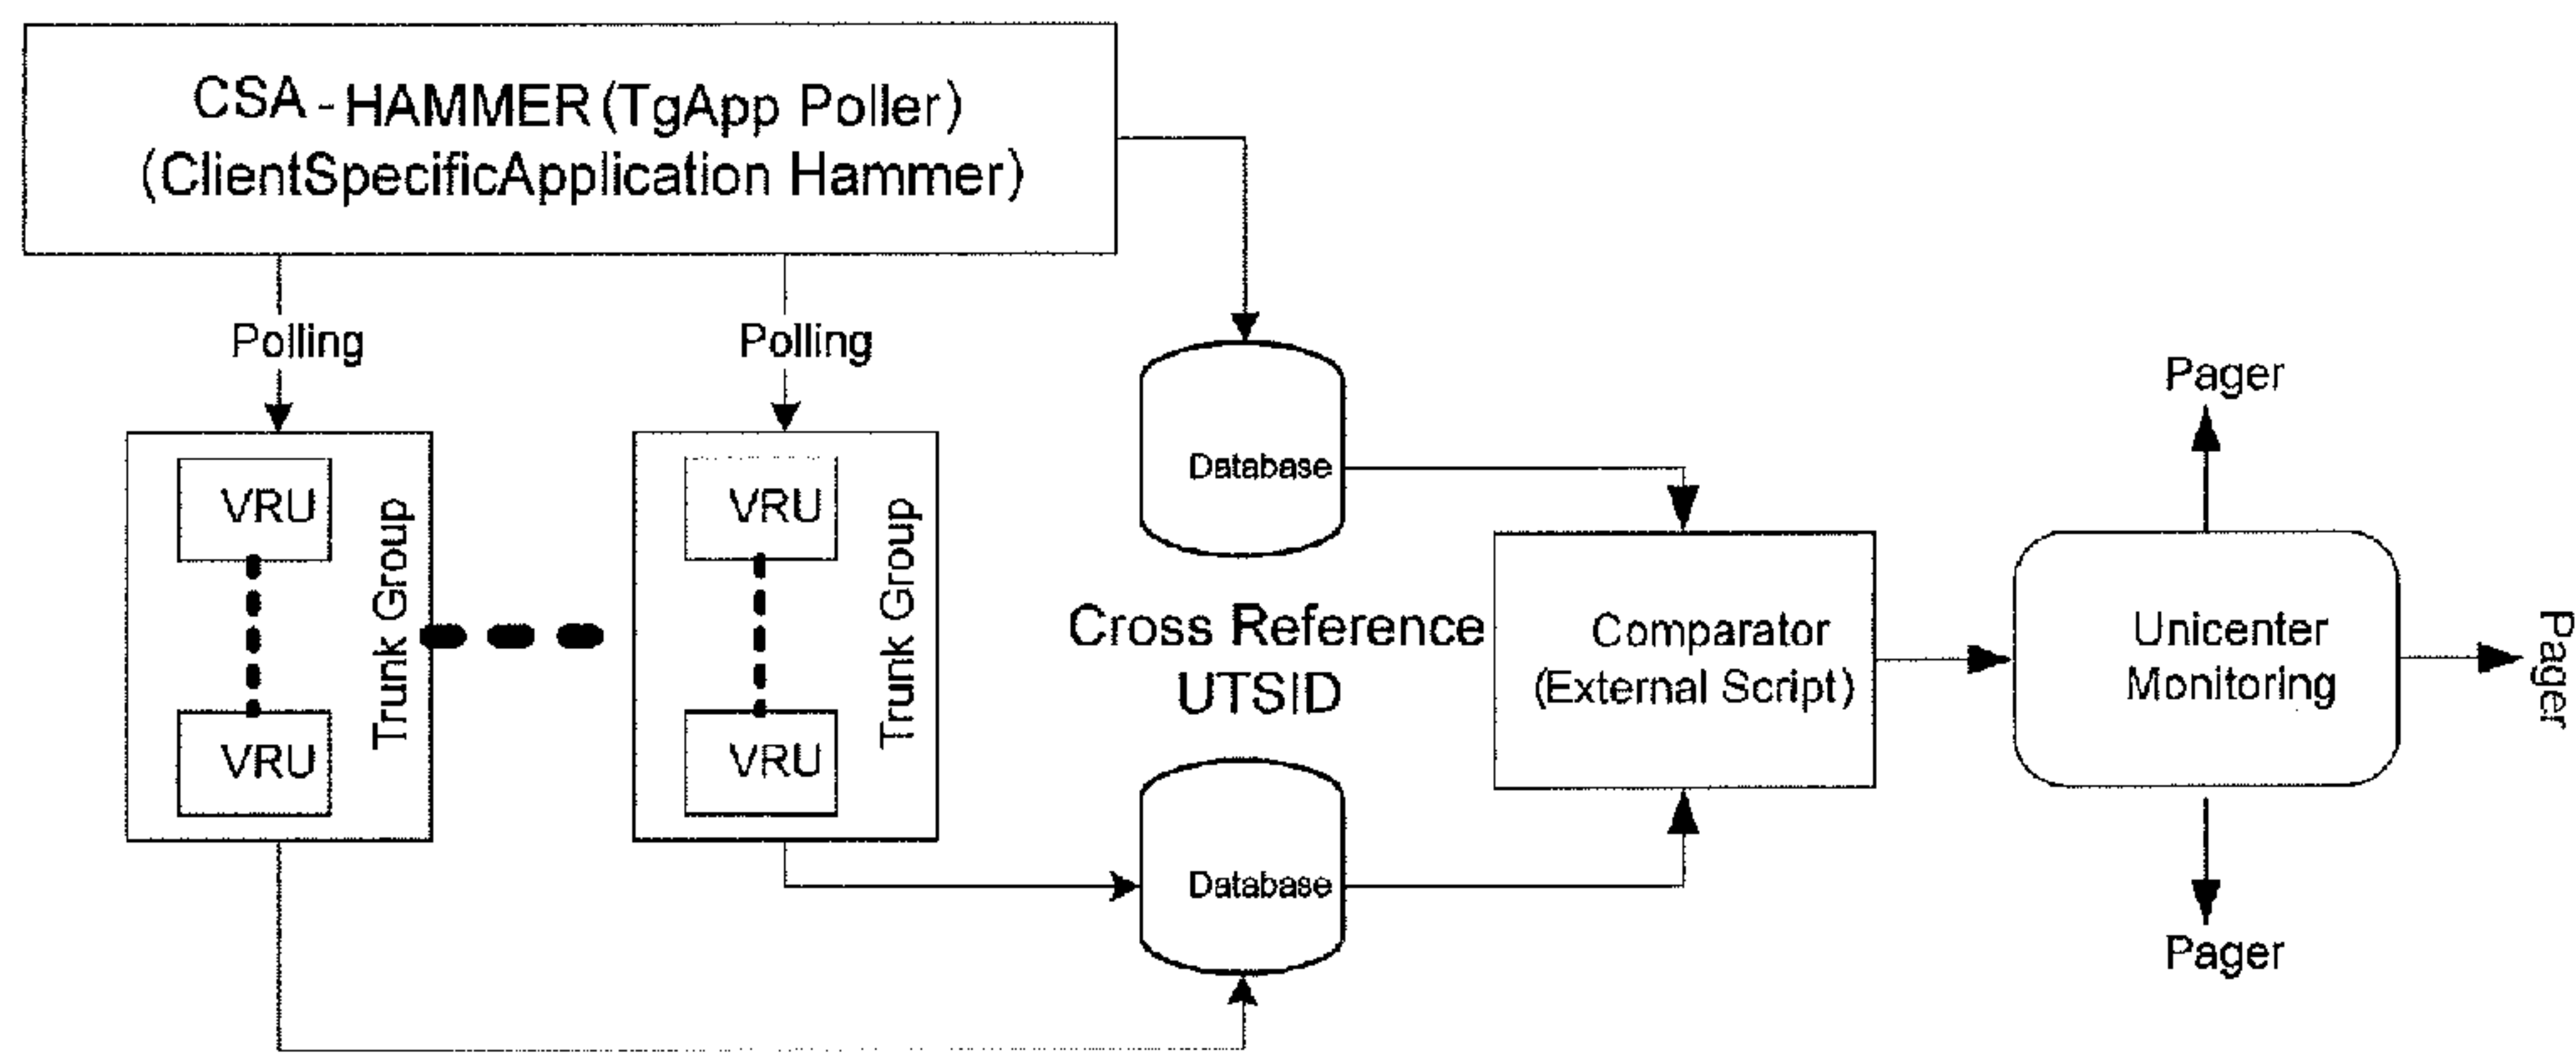 CSA - HAMMER (TgApp Poller)
(ClientSpecificApplication Hammer)
Polling
Polling
VRU
VRU
Trunk Group
VRU
VRU
Trunk Group
Database
Cross Reference
UTSID
Database
Comparator
(External Script)
Unicenter
Monitoring
Pager
Pager
Pager